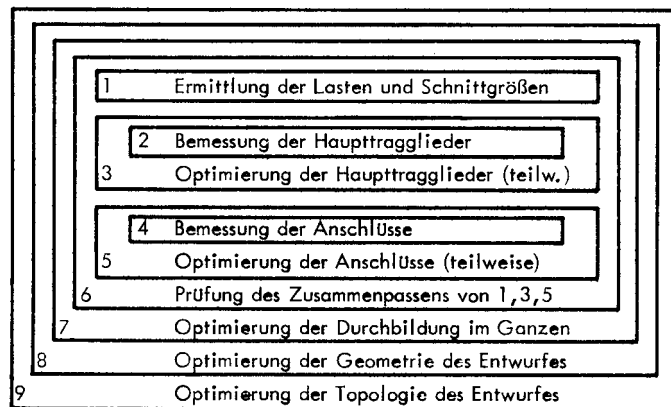 1 Ermittlung der Lasten und Schnittgrößen
2 Bemessung der Haupttragglieder
3 Optimierung der Haupttragglieder (teilw.)
4 Bemessung der Anschlüsse
5 Optimierung der Anschlüsse (teilweise)
6 Prüfung des Zusammenpassens von 1,3,5
7 Optimierung der Durchbildung im Ganzen
8 Optimierung der Geometrie des Entwurfes
9 Optimierung der Topologie des Entwurfes